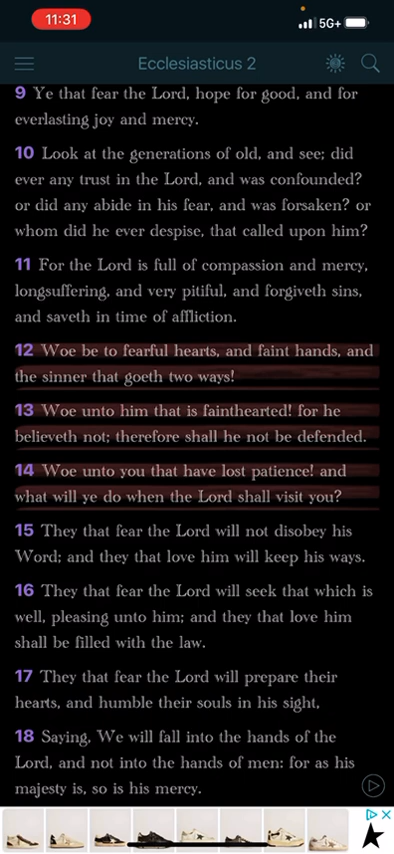 11:31
5G+
Ecclesiasticus 2
9 Ye that fear the Lord, hope for good, and for
everlasting joy and mercy.
10 Look at the generations of old, and see; did
ever any trust in the Lord, and was confounded?
or did any abide in his fear, and was forsaken? or
whom did he ever despise, that called upon him?
11 For the Lord is full of compassion and mercy,
longsuffering, and very pitiful, and forgiveth sins,
and saveth in time of affliction.
12 Woe be to fearful hearts, and faint hands, and
the sinner that goeth two ways!
13 Woe unto him that is fainthearted! for he
believeth not; therefore shall he not be defended.
14 Woe unto you that have lost patience! and
what will ye do when the Lord shall visit you?
15 They that fear the Lord will not disobey his
Word; and they that love him will keep his ways.
16 They that fear the Lord will seek that which is
well, pleasing unto him; and they that love him
shall be filled with the law.
17 They that fear the Lord will prepare their
hearts, and humble their souls in his sight,
18 Saying, We will fall into the hands of the
Lord, and not into the hands of men: for as his
majesty is, so is his mercy.